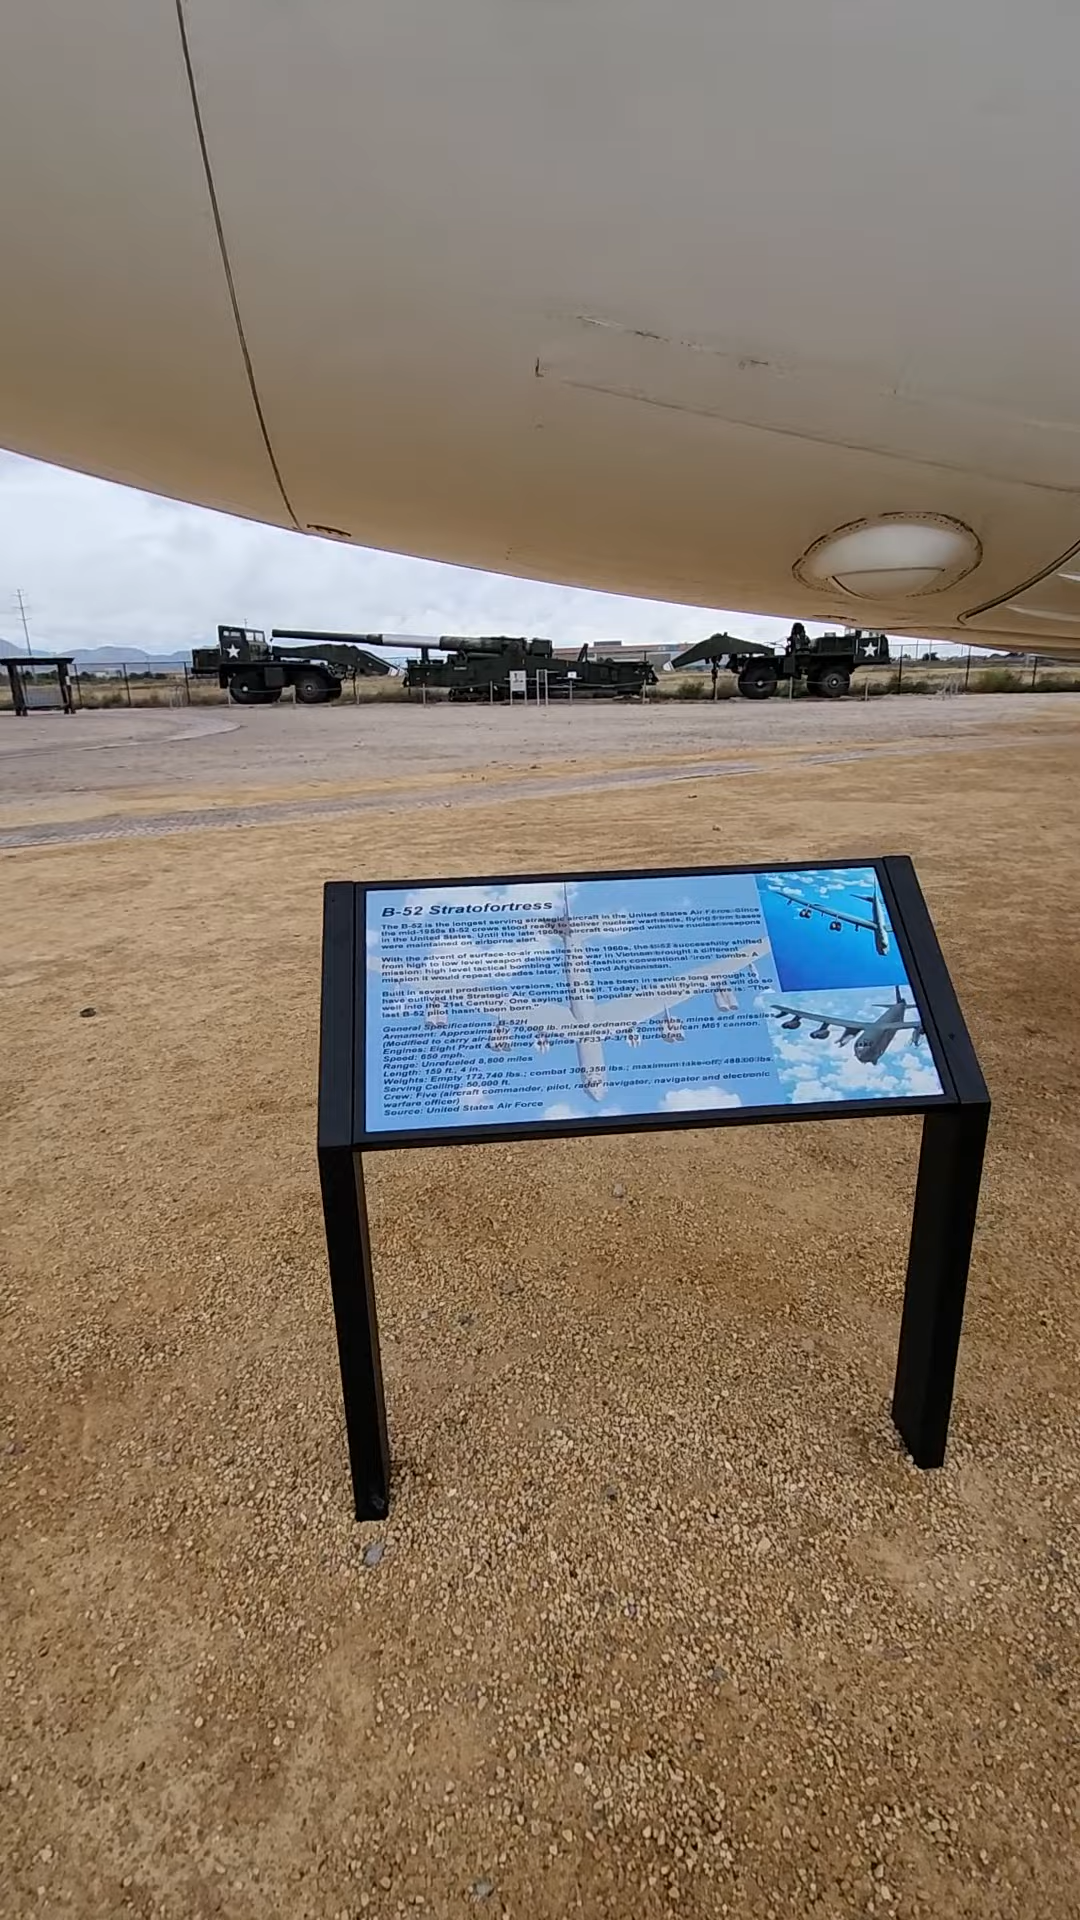 B-52 Stratofortress
The B-52 is the longest serving strategic aircraft in the United States Air Force. Since
the mid-1950s B-52 crews stood ready to deliver nuclear warheads, flying from bases
in the United States. Until the late 1960s, aircraft equipped with live nuclear weapons
were maintained on airborne alert.
With the advent of surface-to-air missiles in the 1960s, the B-52 successfully shifted
from high to low level weapon delivery. The war in Vietnam brought a different
mission: high level tactical bombing with old-fashion conventional 'iron' bombs. A
mission it would repeat decades later, in Iraq and Afghanistan.
Built in several production versions, the B-52 has been in service long enough to
have outlived the Strategic Air Command itself. Today, it is still flying, and will do so
well into the 21st Century. One saying that is popular with today's aircrews is: "The
last B-52 pilot hasn't been born."
General Specifications: B-52H
Armament: Approximately 70,000 lb. mixed ordnance -- bombs, mines and missiles
(Modified to carry air-launched cruise missiles), one 20mm Vulcan M61 cannon.
Engines: Eight Pratt & Whitney engines TF33-P-3/103 turbofan
Speed: 650 mph.
Range: Unrefueled 8,800 miles
Length: 159 ft., 4 in.
Weights: Empty 172,740 lbs.; combat 306,358 lbs.; maximum take-off: lbs.
Serving Ceiling: 50,000 ft.
Crew: Five (aircraft commander, pilot, radar navigator, navigator and electronic
warfare officer)
Source: United States Air Force